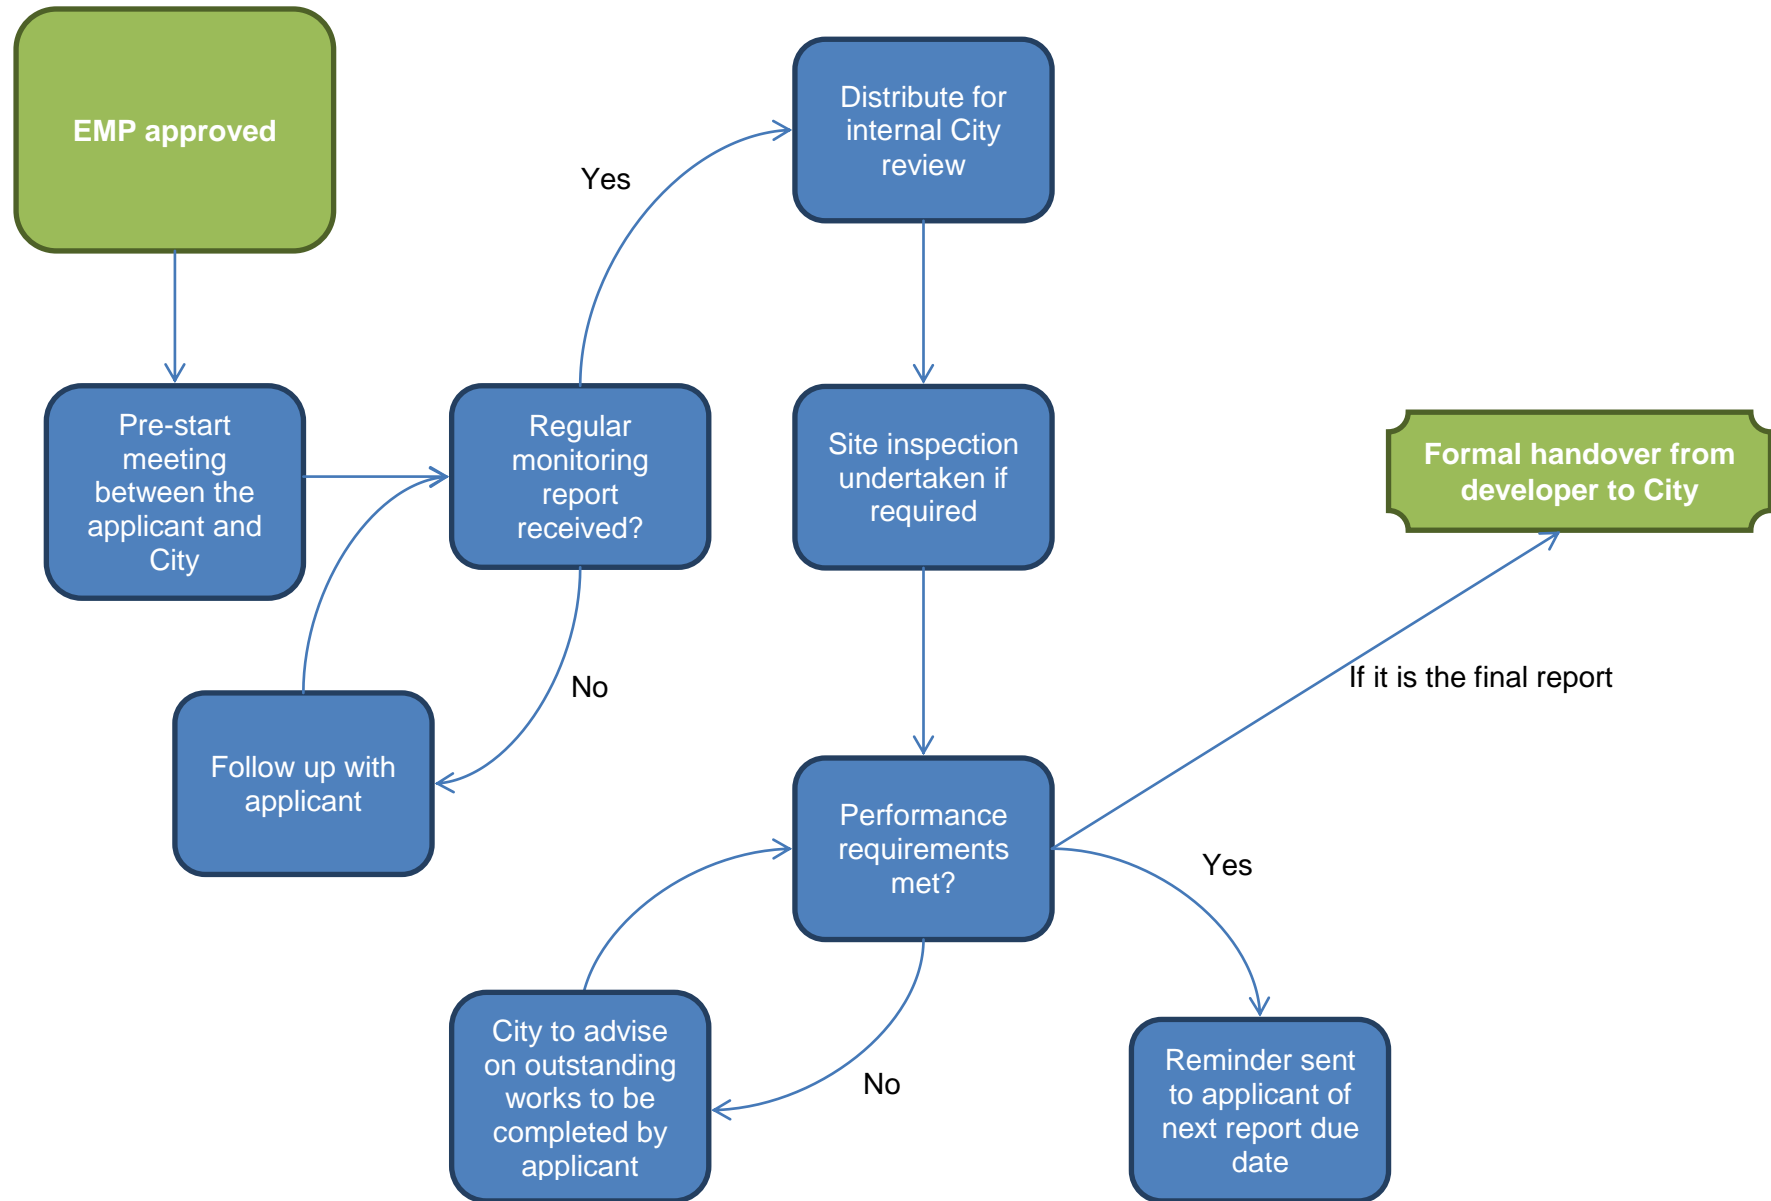 EMP approved
Pre-start
meeting
between the
applicant and
City
Regular
monitoring
report
received?
Yes
No
Follow up with
applicant
Distribute for
internal City
review
Site inspection
undertaken if
required
Performance
requirements
met?
No
City to advise
on outstanding
works to be
completed by
applicant
Yes
Reminder sent
to applicant of
next report due
date
If it is the final report
Formal handover from
developer to City